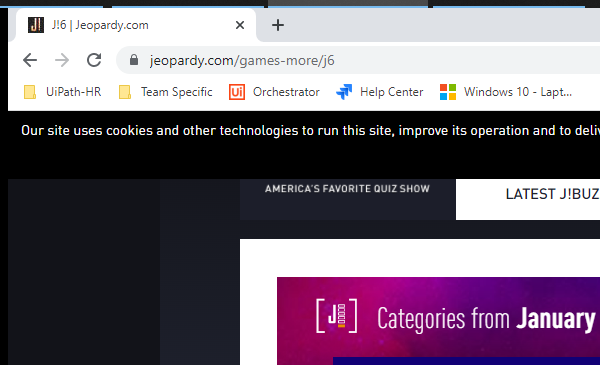 J!6 | Jeopardy.com
jeopardy.com/games-more/j6
UiPath-HR Team Specific Ui Orchestrator Help Center Windows 10 - Lapt...
Our site uses cookies and other technologies to run this site, improve its operation and to deliv
AMERICA'S FAVORITE QUIZ SHOW
LATEST J!BUZ
[J!] Categories from January